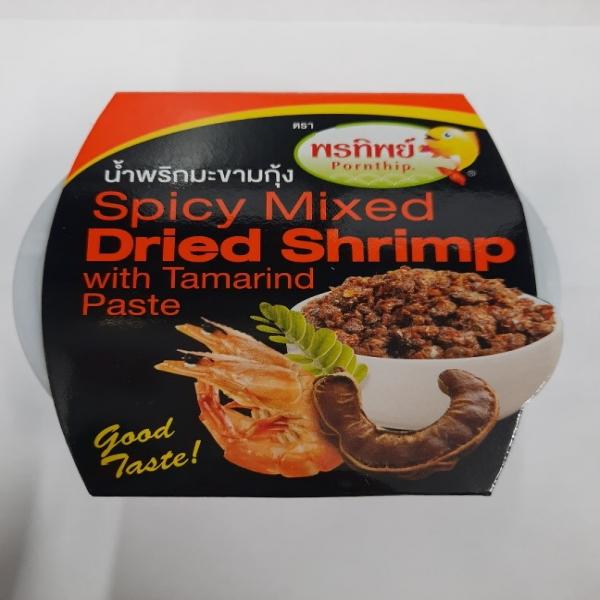 ตรา
พรทิพย์
Pornthip.
®
น้ำพริกมะขามกุ้ง
Spicy Mixed
Dried Shrimp
with Tamarind
Paste
Good
Taste!